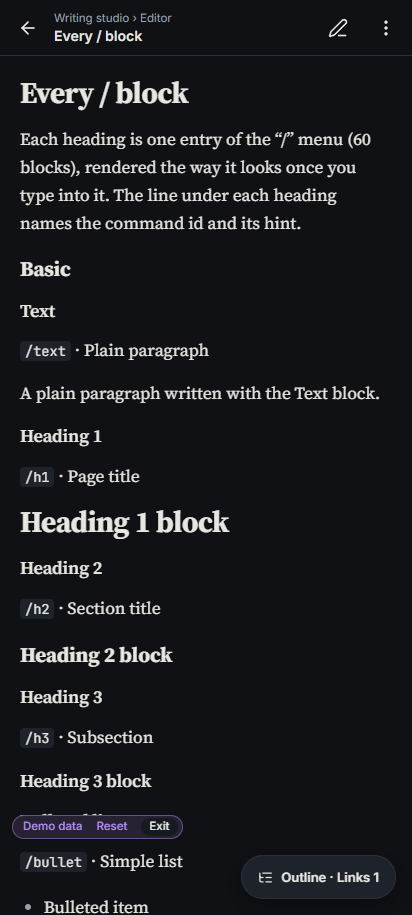 Writing studio › Editor
Every / block
Every / block
Each heading is one entry of the “/” menu (60
blocks), rendered the way it looks once you
type into it. The line under each heading
names the command id and its hint.
Basic
Text
/text · Plain paragraph
A plain paragraph written with the Text block.
Heading 1
/h1 · Page title
Heading 1 block
Heading 2
/h2 · Section title
Heading 2 block
Heading 3
/h3 · Subsection
Heading 3 block
Demo data Reset Exit
/bullet · Simple list
Outline · Links 1
Bulleted item